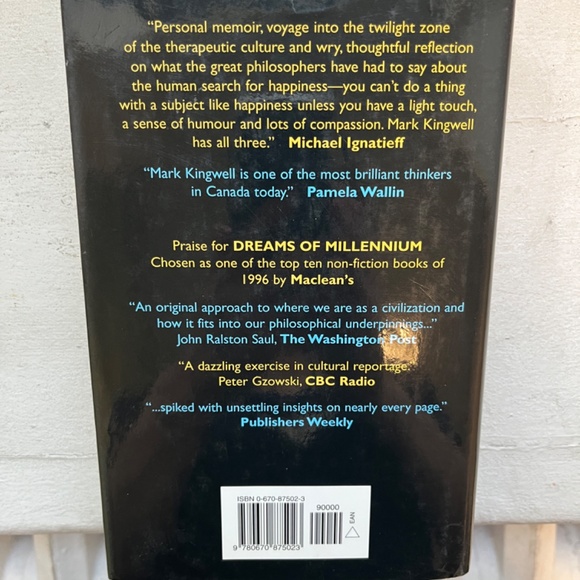 “Personal memoir, voyage into the twilight zone
of the therapeutic culture and wry, thoughtful reflection
on what the great philosophers have had to say about
the human search for happiness—you can’t do a thing
with a subject like happiness unless you have a light touch,
a sense of humour and lots of compassion. Mark Kingwell
has all three.” Michael Ignatieff
“Mark Kingwell is one of the most brilliant thinkers
in Canada today.” Pamela Wallin
Praise for DREAMS OF MILLENNIUM
Chosen as one of the top ten non-fiction books of
1996 by Maclean’s
“An original approach to where we are as a civilization and
how it fits into our philosophical underpinnings...”
John Ralston Saul, The Washington Post
“A dazzling exercise in cultural reportage.”
Peter Gzowski, CBC Radio
“...spiked with unsettling insights on nearly every page.”
Publishers Weekly
ISBN 0-670-87502-3
90000
EAN
9 780670 875023